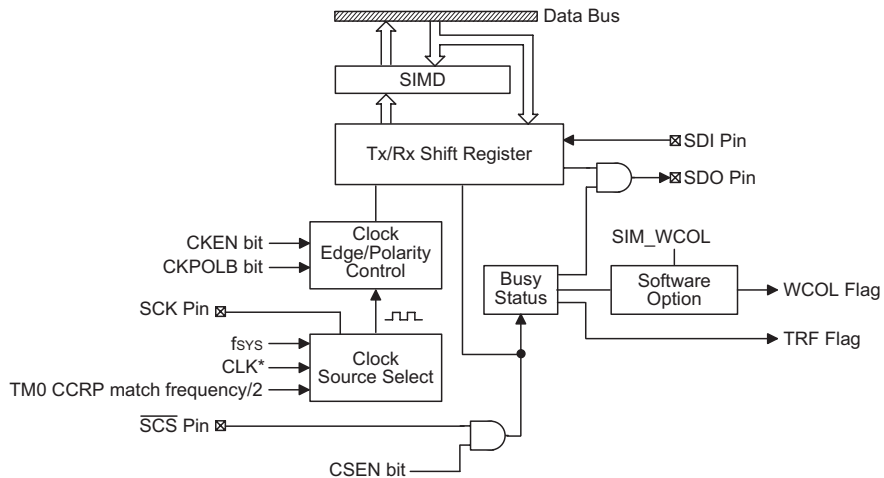 Data Bus
SIMD
Tx/Rx Shift Register
SDI Pin
SDO Pin
CKEN bit
CKPOLB bit
Clock
Edge/Polarity
Control
SIM_WCOL
Busy
Status
Software
Option
WCOL Flag
SCK Pin
TRF Flag
fSYS
CLK*
TM0 CCRP match frequency/2
Clock
Source Select
SCS Pin
CSEN bit